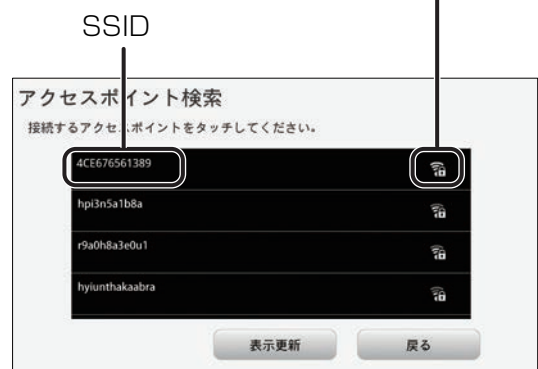 SSID
アクセスポイント検索
接続するアクセスポイントをタッチしてください。
4CE676561389
hpi3n5a1b8a
r9a0h8a3e0u1
hyiunthakaabra
表示更新
戻る